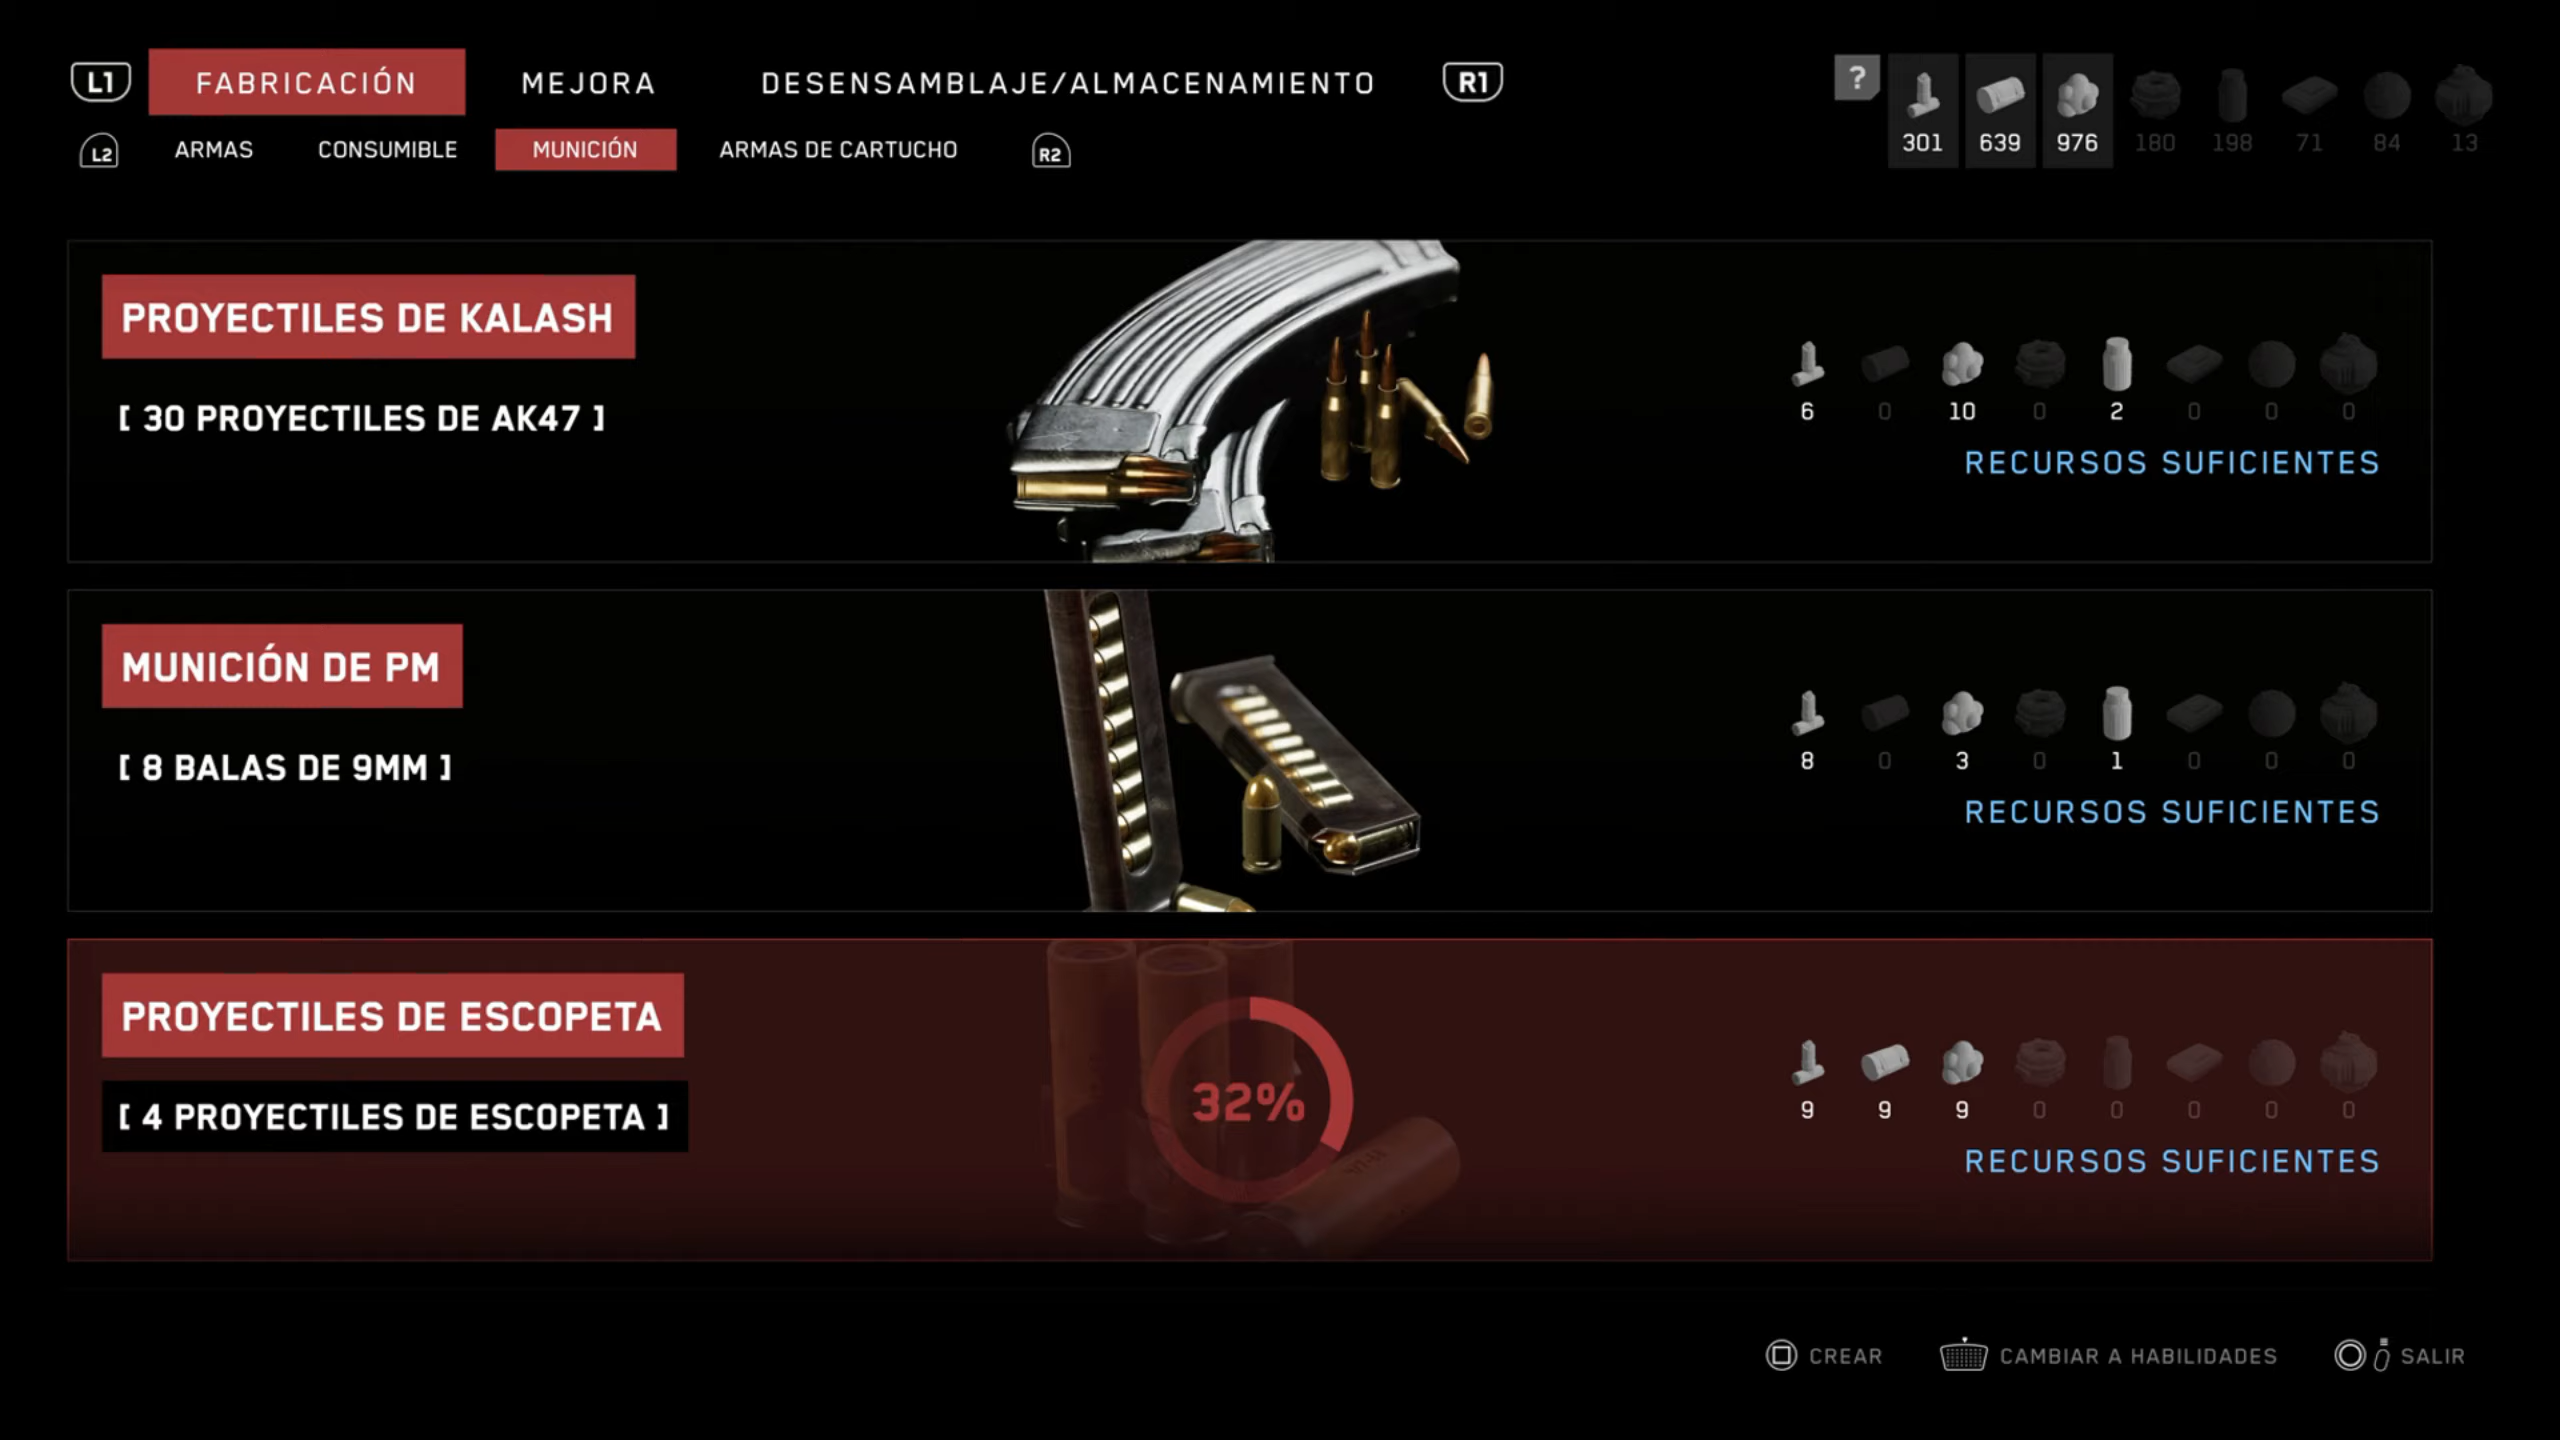 L1 FABRICACIÓN MEJORA DESENSAMBLAJE/ALMACENAMIENTO R1
L2 ARMAS CONSUMIBLE MUNICIÓN ARMAS DE CARTUCHO R2
?
301 639 976 180 198 71 84 13
PROYECTILES DE KALASH
[ 30 PROYECTILES DE AK47 ]
6 0 10 0 2 0 0 0
RECURSOS SUFICIENTES
MUNICIÓN DE PM
[ 8 BALAS DE 9MM ]
8 0 3 0 1 0 0 0
RECURSOS SUFICIENTES
PROYECTILES DE ESCOPETA
[ 4 PROYECTILES DE ESCOPETA ]
32%
9 9 9 0 0 0 0 0
RECURSOS SUFICIENTES
CREAR CAMBIAR A HABILIDADES SALIR